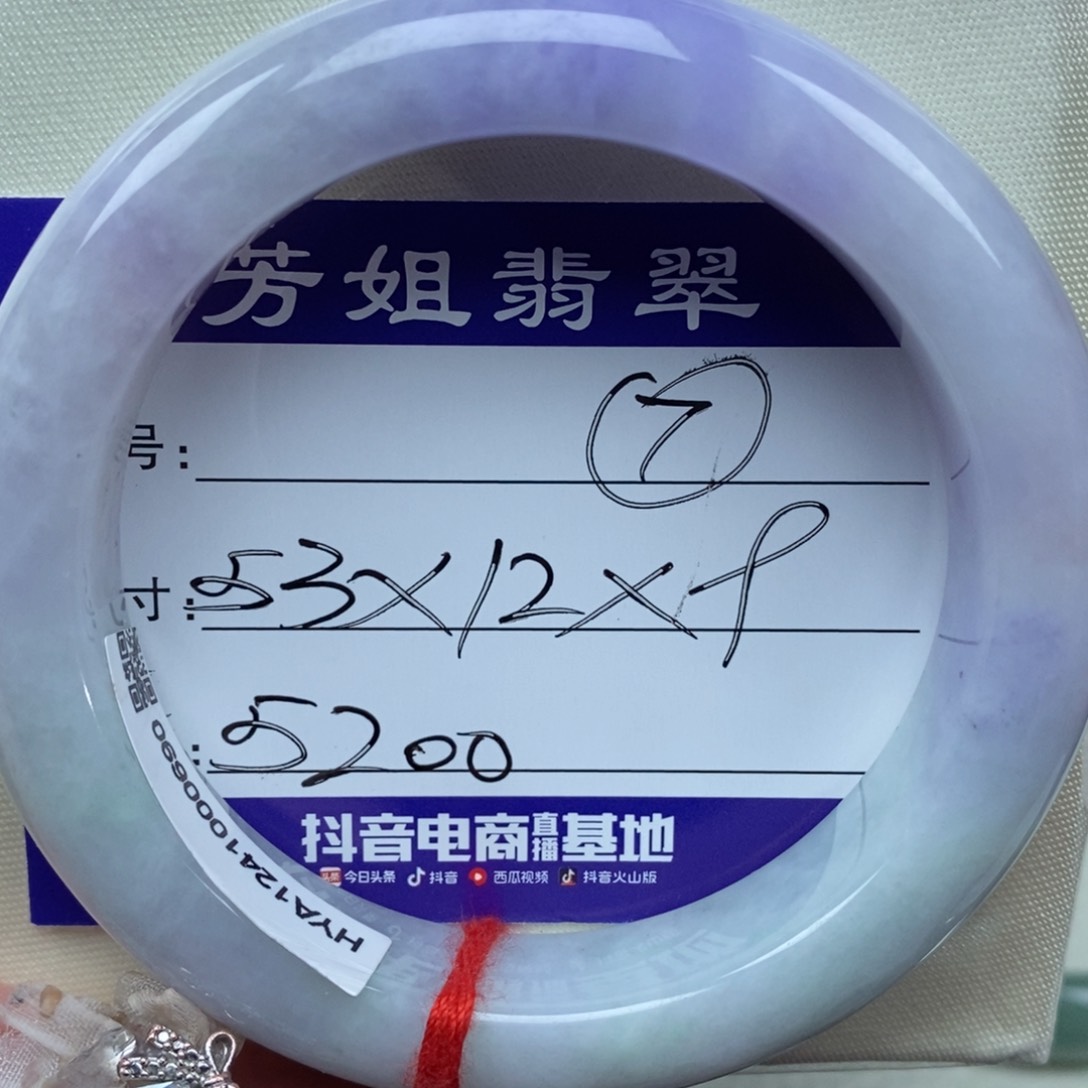 芳姐翡翠
号: ⑦
寸: 53×12×9
: 5200
抖音电商直播基地
今日头条 抖音 西瓜视频 抖音火山版
HYA1241000690